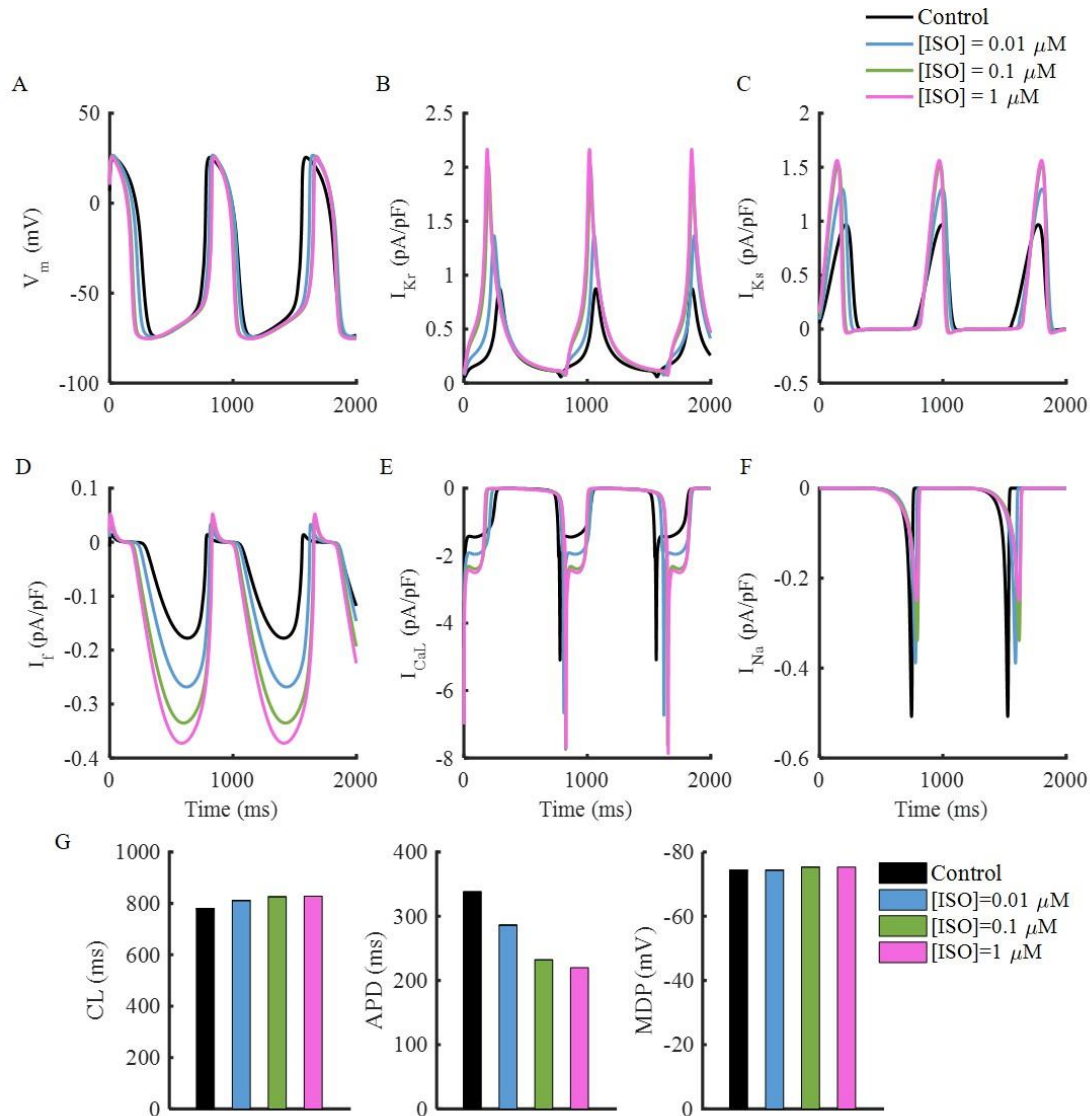 Control
[ISO] = 0.01 μM
[ISO] = 0.1 μM
[ISO] = 1 μM
A
50
0
-50
-100
0
1000
2000
V_m (mV)
B
2.5
2
1.5
1
0.5
0
0
1000
2000
I_Kr (pA/pF)
C
2
1.5
1
0.5
0
-0.5
0
1000
2000
I_Ks (pA/pF)
D
0.1
0
-0.1
-0.2
-0.3
-0.4
0
1000
2000
I_f (pA/pF)
Time (ms)
E
0
-2
-4
-6
-8
0
1000
2000
I_CaL (pA/pF)
Time (ms)
F
0
-0.2
-0.4
-0.6
0
1000
2000
I_Na (pA/pF)
Time (ms)
G
1000
800
600
400
200
0
CL (ms)
400
300
200
100
0
APD (ms)
-80
-60
-40
-20
0
MDP (mV)
Control
[ISO]=0.01 μM
[ISO]=0.1 μM
[ISO]=1 μM